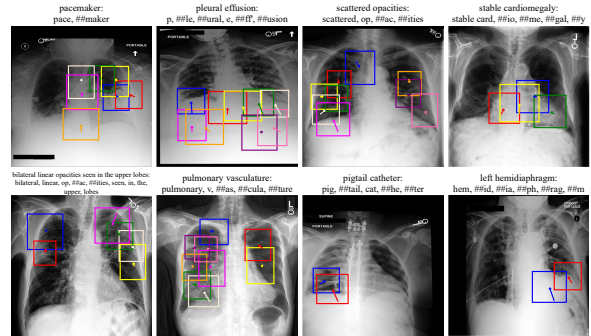 pacemaker:
pace, ##maker
pleural effusion:
p, ##le, ##ural, e, ##ff, ##usion
scattered opacities:
scattered, op, ##ac, ##ities
stable cardiomegaly:
stable card, ##io, ##me, ##gal, ##y
PORTABLE
PORTABLE
bilateral linear opacities seen in the upper lobes:
bilateral, linear, op, ##ac, ##ities, seen, in, the,
upper, lobes
pulmonary vasculature:
pulmonary, v, ##as, ##cula, ##ture
pigtail catheter:
pig, ##tail, cat, ##he, ##ter
left hemidiaphragm:
hem, ##id, ##ia, ##ph, ##rag, ##m
L
SUPINE
PORTABLE